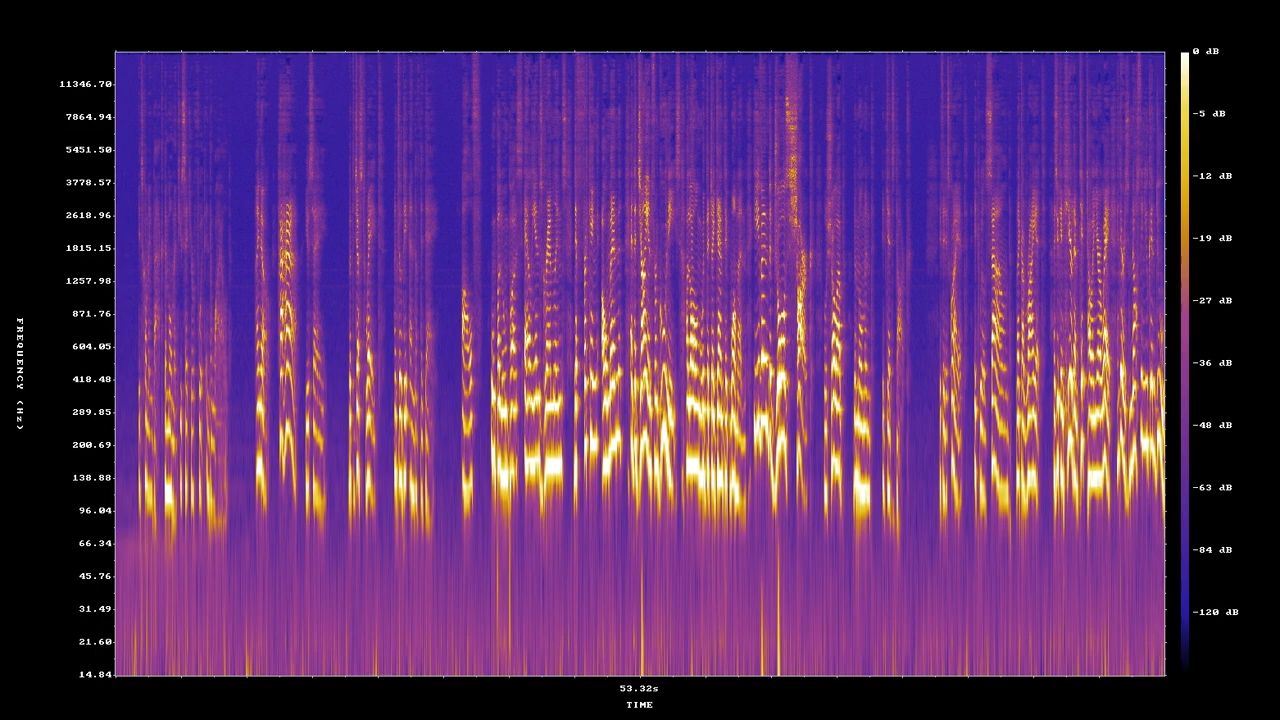 0 dB
11346.70
-5 dB
7864.94
5451.50
-12 dB
3778.57
2618.96
-19 dB
1815.15
1257.98
-27 dB
871.76
FREQUENCY (Hz)
604.05
-36 dB
418.48
289.85
-48 dB
200.69
138.88
-63 dB
96.04
66.34
-84 dB
45.76
31.49
-120 dB
21.60
14.84
53.32s
TIME